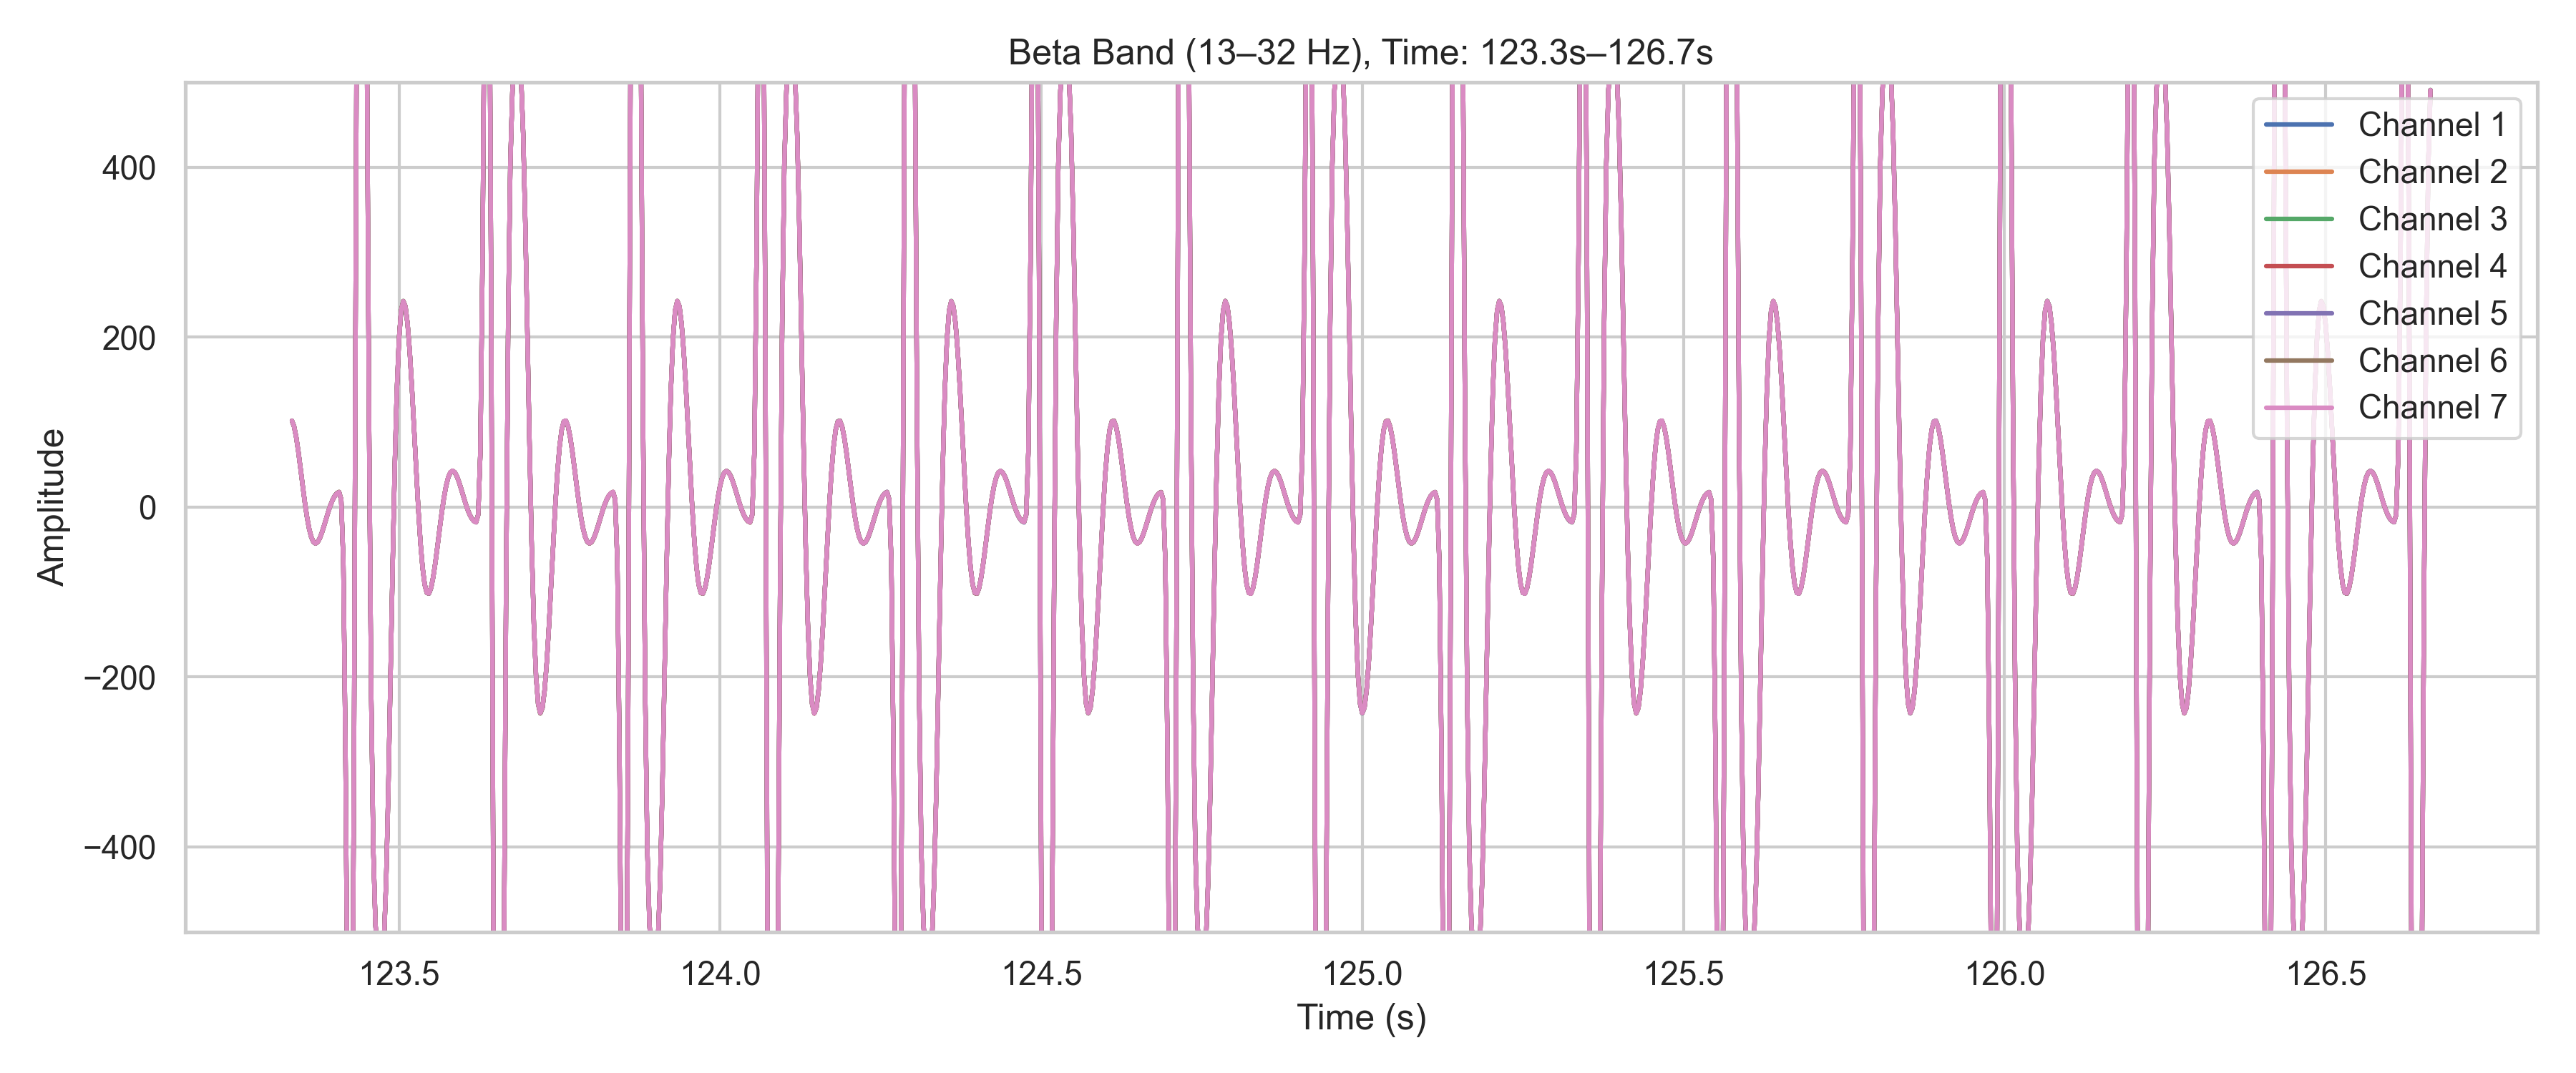 Beta Band (13–32 Hz), Time: 123.3s–126.7s
Amplitude
400
200
0
−200
−400
123.5
124.0
124.5
125.0
125.5
126.0
126.5
Time (s)
Channel 1
Channel 2
Channel 3
Channel 4
Channel 5
Channel 6
Channel 7